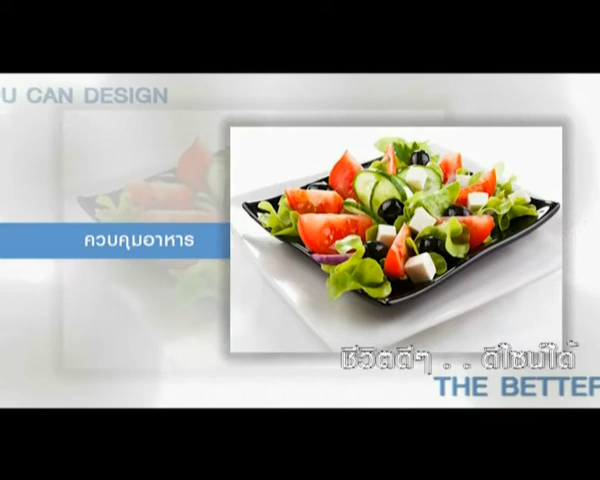 U CAN DESIGN
ควบคุมอาหาร
ชีวิตดีๆ . . ดีไซน์ได้
THE BETTER